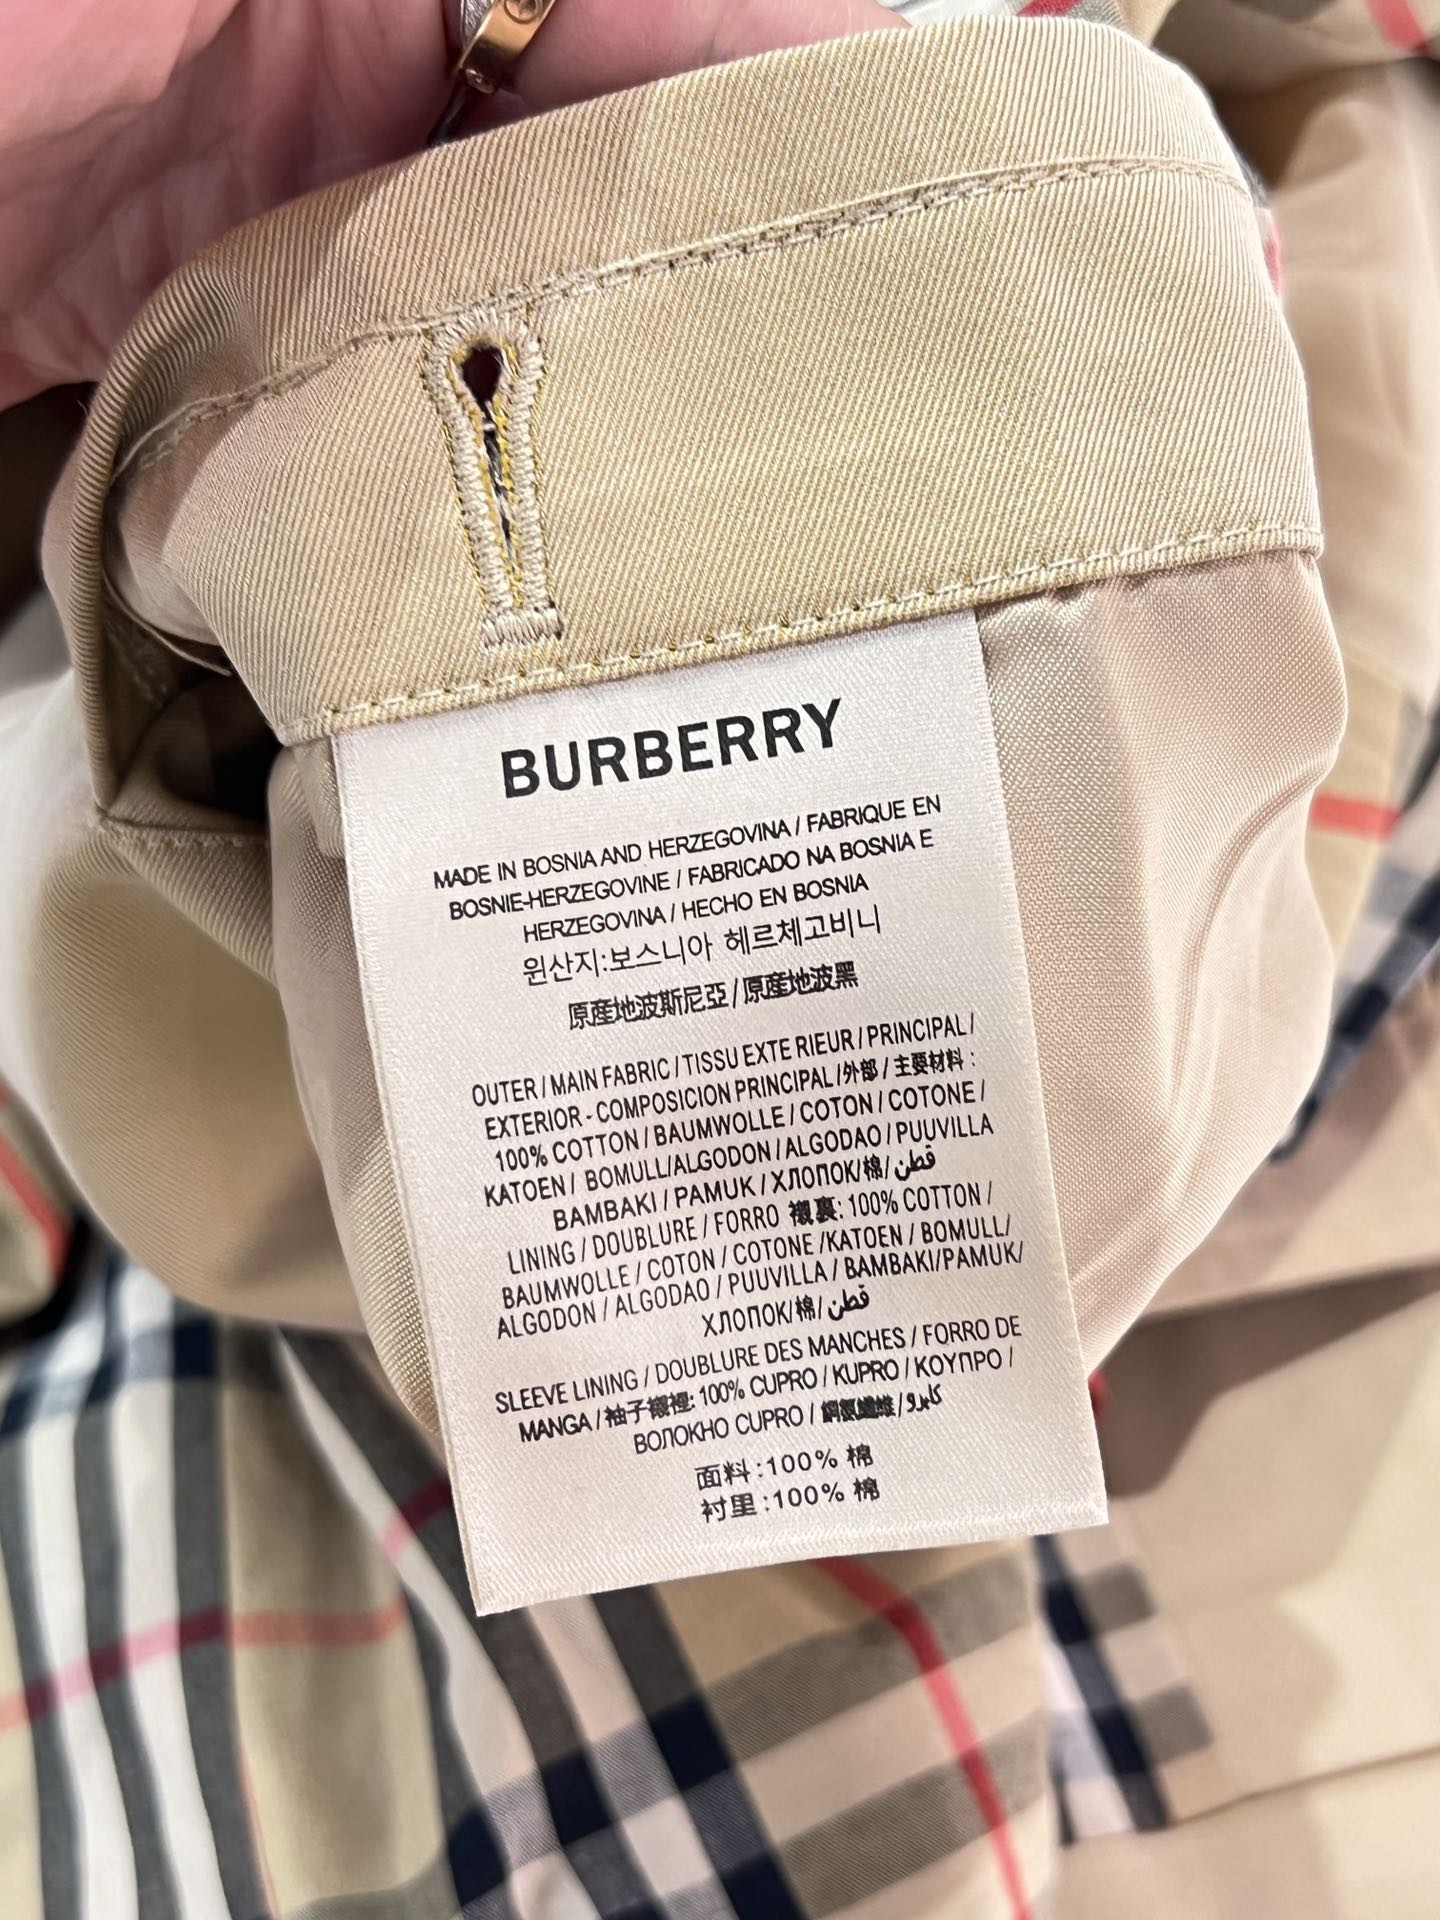 BURBERRY
MADE IN BOSNIA AND HERZEGOVINA / FABRIQUE EN
BOSNIE-HERZEGOVINE / FABRICADO NA BOSNIA E
HERZEGOVINA / HECHO EN BOSNIA
원산지:보스니아 헤르체고비니
原産地波斯尼亞/原産地波黑
OUTER / MAIN FABRIC / TISSU EXTE RIEUR / PRINCIPAL /
EXTERIOR - COMPOSICION PRINCIPAL /外部 / 主要材料 :
100% COTTON / BAUMWOLLE / COTON / COTONE /
KATOEN / BOMULL/ALGODON / ALGODAO / PUUVILLA
BAMBAKI / PAMUK / ХЛОПОК/棉/ قطن
LINING / DOUBLURE / FORRO 襯裏: 100% COTTON /
BAUMWOLLE / COTON / COTONE /KATOEN / BOMULL/
ALGODON / ALGODAO / PUUVILLA / BAMBAKI/PAMUK/
ХЛОПОК/棉/ قطن
SLEEVE LINING / DOUBLURE DES MANCHES / FORRO DE
MANGA / 袖子襯裡: 100% CUPRO / KUPRO / ΚΟΥΠΡΟ /
ВОЛОКНО CUPRO / 銅氨纖维 / كابرو
面料:100% 棉
衬里:100% 棉